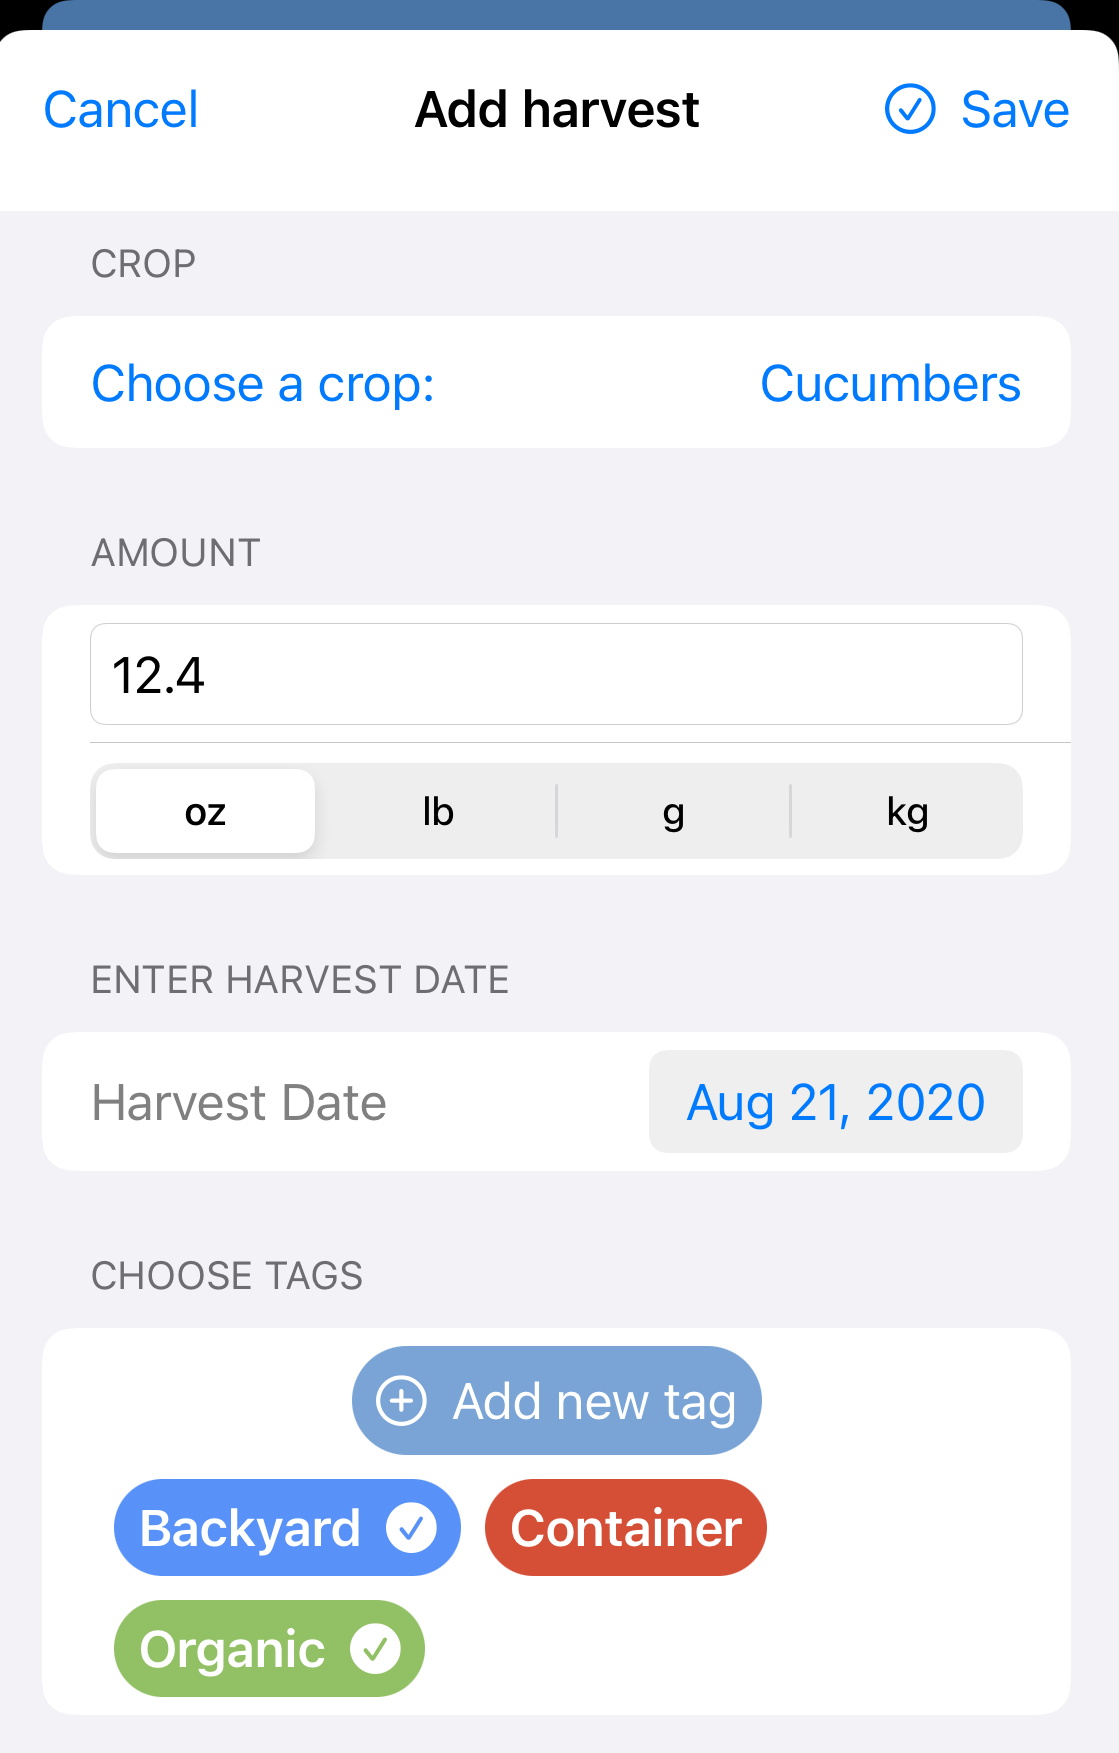 Cancel Add harvest Save
CROP
Choose a crop: Cucumbers
AMOUNT
12.4
oz lb g kg
ENTER HARVEST DATE
Harvest Date Aug 21, 2020
CHOOSE TAGS
Add new tag
Backyard Container
Organic